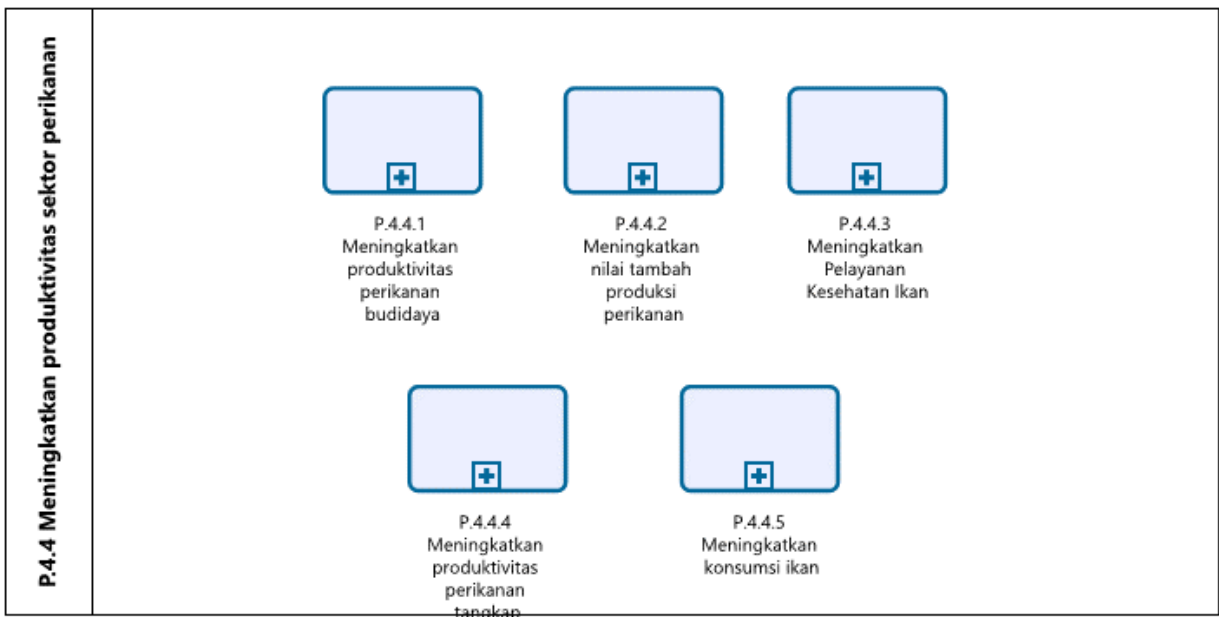 P.4.4 Meningkatkan produktivitas sektor perikanan
P.4.4.1
Meningkatkan
produktivitas
perikanan
budidaya
P.4.4.2
Meningkatkan
nilai tambah
produksi
perikanan
P.4.4.3
Meningkatkan
Pelayanan
Kesehatan Ikan
P.4.4.4
Meningkatkan
produktivitas
perikanan
tangkap
P.4.4.5
Meningkatkan
konsumsi ikan